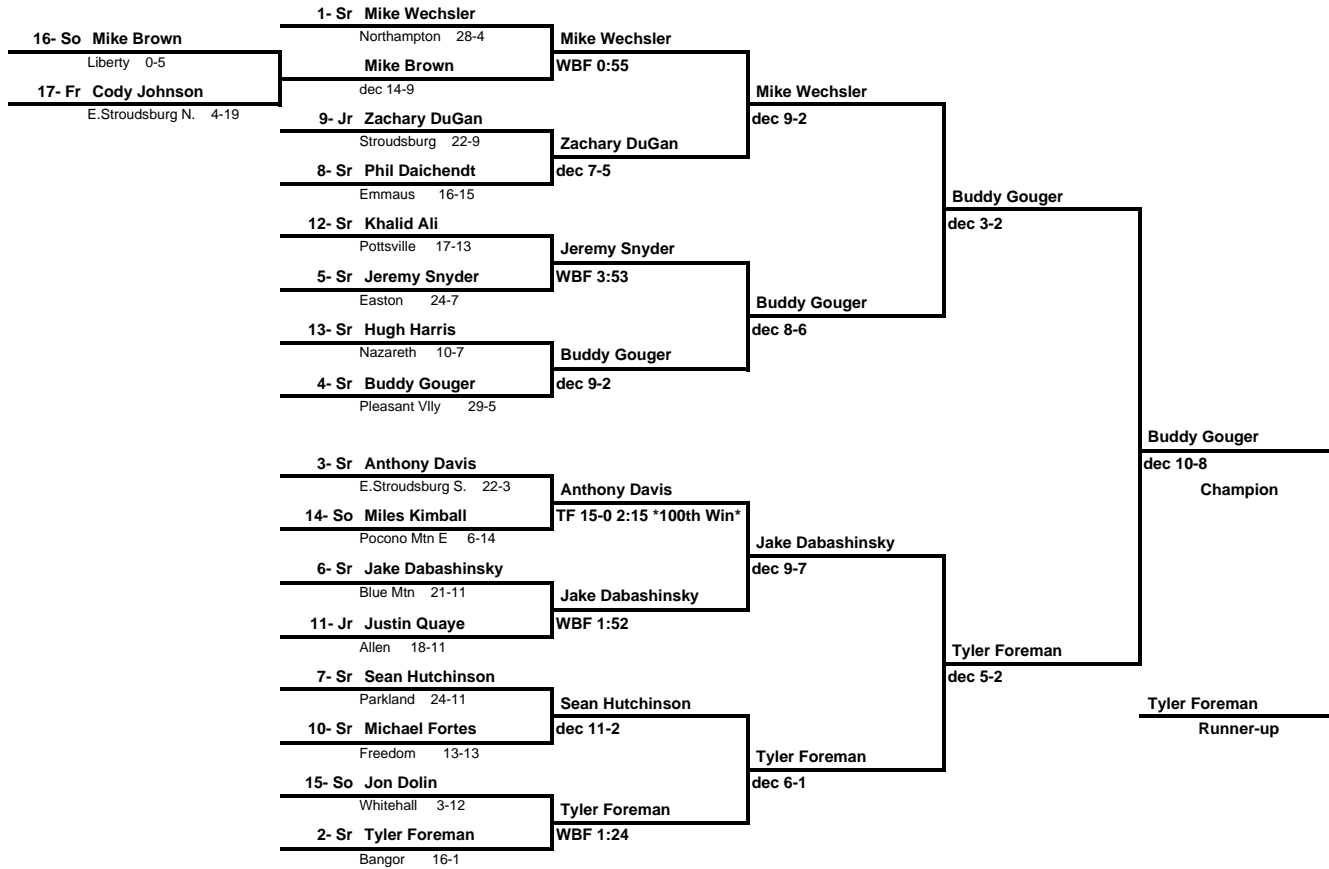 1- Sr Mike Wechsler
Northampton 28-4
16- So Mike Brown
Liberty 0-5
Mike Brown
dec 14-9
17- Fr Cody Johnson
E.Stroudsburg N. 4-19
Mike Wechsler
WBF 0:55
9- Jr Zachary DuGan
Stroudsburg 22-9
8- Sr Phil Daichendt
Emmaus 16-15
Zachary DuGan
dec 7-5
Mike Wechsler
dec 9-2
12- Sr Khalid Ali
Pottsville 17-13
5- Sr Jeremy Snyder
Easton 24-7
Jeremy Snyder
WBF 3:53
13- Sr Hugh Harris
Nazareth 10-7
4- Sr Buddy Gouger
Pleasant Vlly 29-5
Buddy Gouger
dec 9-2
Buddy Gouger
dec 8-6
Buddy Gouger
dec 3-2
3- Sr Anthony Davis
E.Stroudsburg S. 22-3
14- So Miles Kimball
Pocono Mtn E 6-14
Anthony Davis
TF 15-0 2:15 *100th Win*
6- Sr Jake Dabashinsky
Blue Mtn 21-11
11- Jr Justin Quaye
Allen 18-11
Jake Dabashinsky
WBF 1:52
Jake Dabashinsky
dec 9-7
7- Sr Sean Hutchinson
Parkland 24-11
10- Sr Michael Fortes
Freedom 13-13
Sean Hutchinson
dec 11-2
15- So Jon Dolin
Whitehall 3-12
2- Sr Tyler Foreman
Bangor 16-1
Tyler Foreman
WBF 1:24
Tyler Foreman
dec 6-1
Tyler Foreman
dec 5-2
Buddy Gouger
dec 10-8
Champion
Tyler Foreman
Runner-up